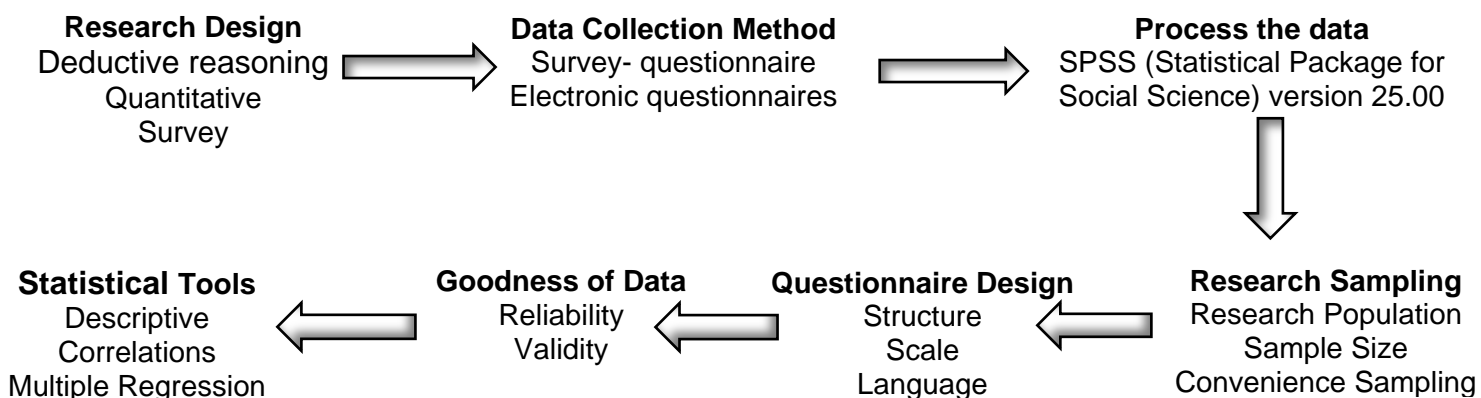 Research Design
Deductive reasoning
Quantitative
Survey
Data Collection Method
Survey- questionnaire
Electronic questionnaires
Process the data
SPSS (Statistical Package for
Social Science) version 25.00
Research Sampling
Research Population
Sample Size
Convenience Sampling
Questionnaire Design
Structure
Scale
Language
Goodness of Data
Reliability
Validity
Statistical Tools
Descriptive
Correlations
Multiple Regression